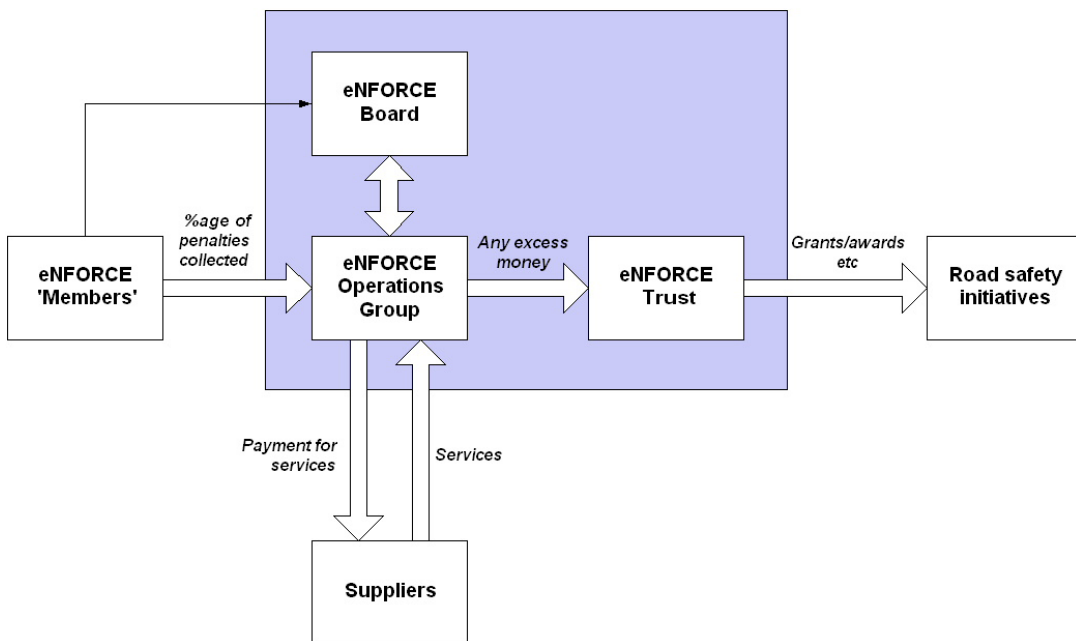 eNFORCE
Board
%age of
penalties
collected
eNFORCE
'Members'
eNFORCE
Operations
Group
Any excess
money
eNFORCE
Trust
Grants/awards
etc
Road safety
initiatives
Payment for
services
Services
Suppliers